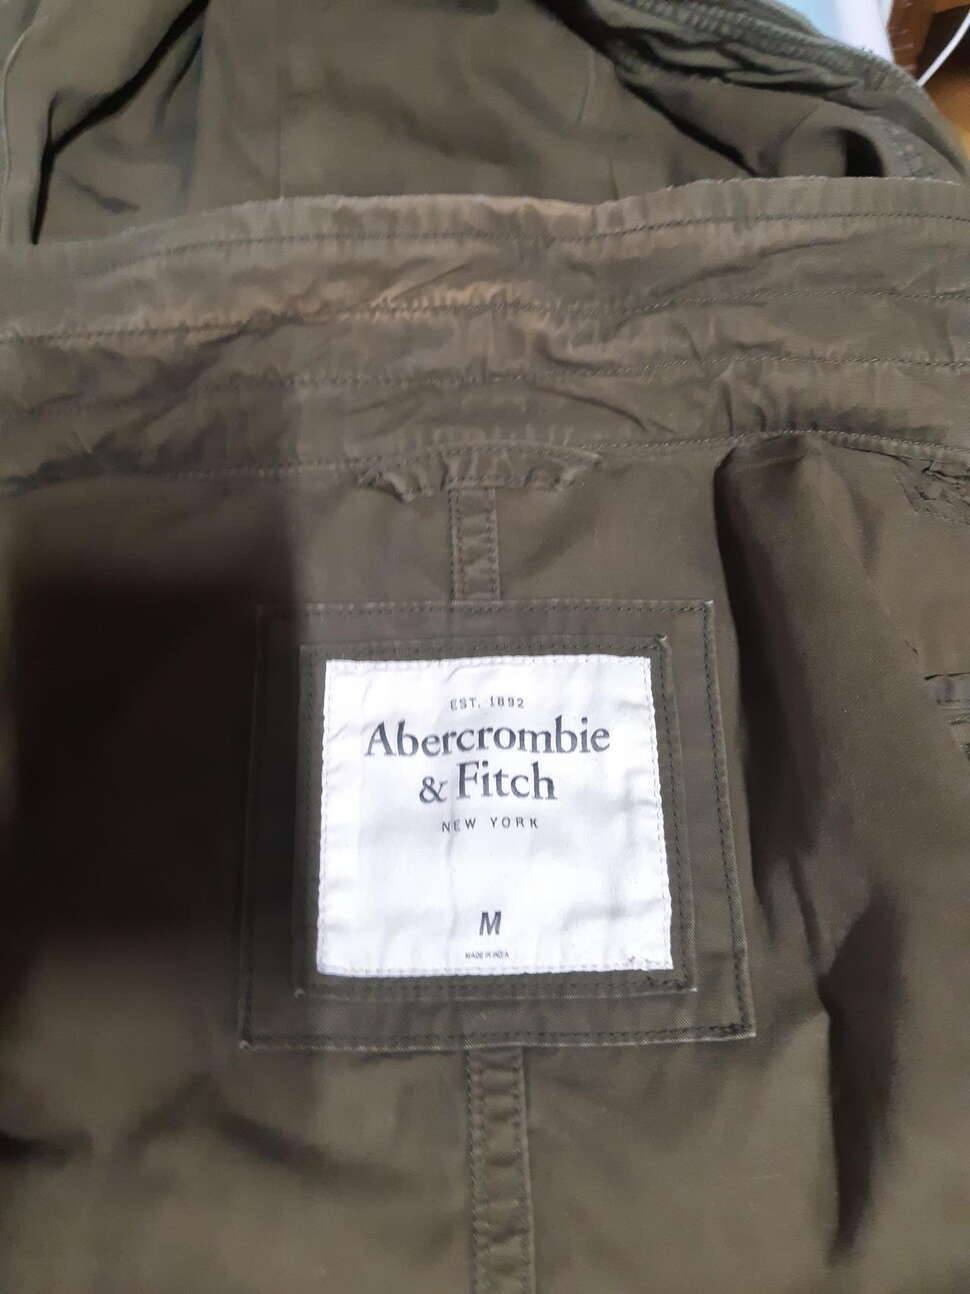 EST. 1892
Abercrombie
& Fitch
NEW YORK
M
MADE IN INDIA